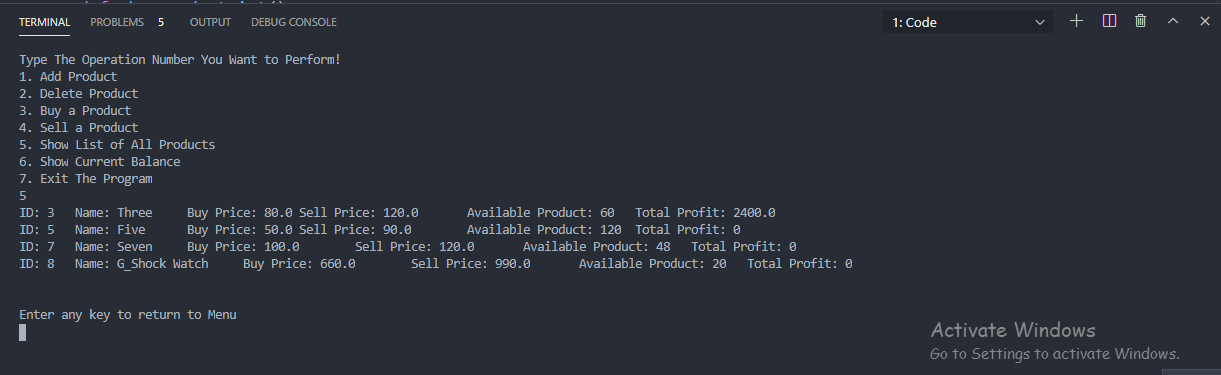 TERMINAL PROBLEMS 5 OUTPUT DEBUG CONSOLE 1: Code
Type The Operation Number You Want to Perform!
1. Add Product
2. Delete Product
3. Buy a Product
4. Sell a Product
5. Show List of All Products
6. Show Current Balance
7. Exit The Program
5
ID: 3 Name: Three Buy Price: 80.0 Sell Price: 120.0 Available Product: 60 Total Profit: 2400.0
ID: 5 Name: Five Buy Price: 50.0 Sell Price: 90.0 Available Product: 120 Total Profit: 0
ID: 7 Name: Seven Buy Price: 100.0 Sell Price: 120.0 Available Product: 48 Total Profit: 0
ID: 8 Name: G_Shock Watch Buy Price: 660.0 Sell Price: 990.0 Available Product: 20 Total Profit: 0
Enter any key to return to Menu
Activate Windows
Go to Settings to activate Windows.